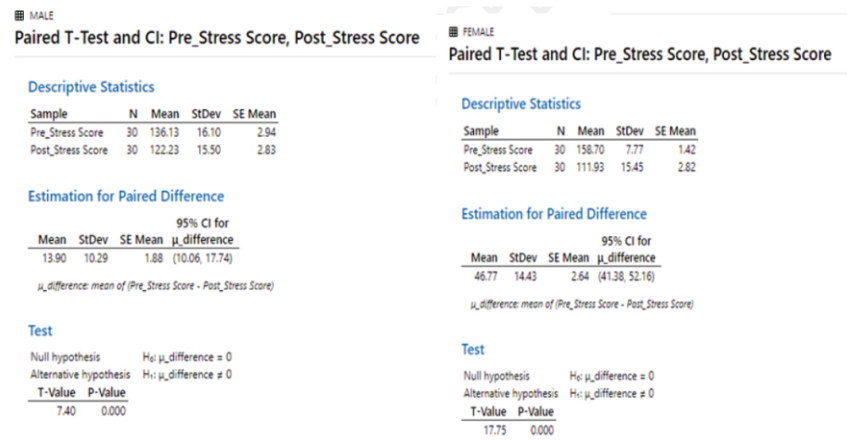 MALE
Paired T-Test and CI: Pre_Stress Score, Post_Stress Score
Descriptive Statistics
Sample N Mean StDev SE Mean
Pre_Stress Score 30 136.13 16.10 2.94
Post_Stress Score 30 122.23 15.50 2.83
Estimation for Paired Difference
95% CI for
Mean StDev SE Mean μ_difference
13.90 10.29 1.88 (10.06, 17.74)
μ_difference: mean of (Pre_Stress Score - Post_Stress Score)
Test
Null hypothesis H₀: μ_difference = 0
Alternative hypothesis H₁: μ_difference ≠ 0
T-Value P-Value
7.40 0.000
FEMALE
Paired T-Test and CI: Pre_Stress Score, Post_Stress Score
Descriptive Statistics
Sample N Mean StDev SE Mean
Pre_Stress Score 30 158.70 7.77 1.42
Post_Stress Score 30 111.93 15.45 2.82
Estimation for Paired Difference
95% CI for
Mean StDev SE Mean μ_difference
46.77 14.43 2.64 (41.38, 52.16)
μ_difference: mean of (Pre_Stress Score - Post_Stress Score)
Test
Null hypothesis H₀: μ_difference = 0
Alternative hypothesis H₁: μ_difference ≠ 0
T-Value P-Value
17.75 0.000